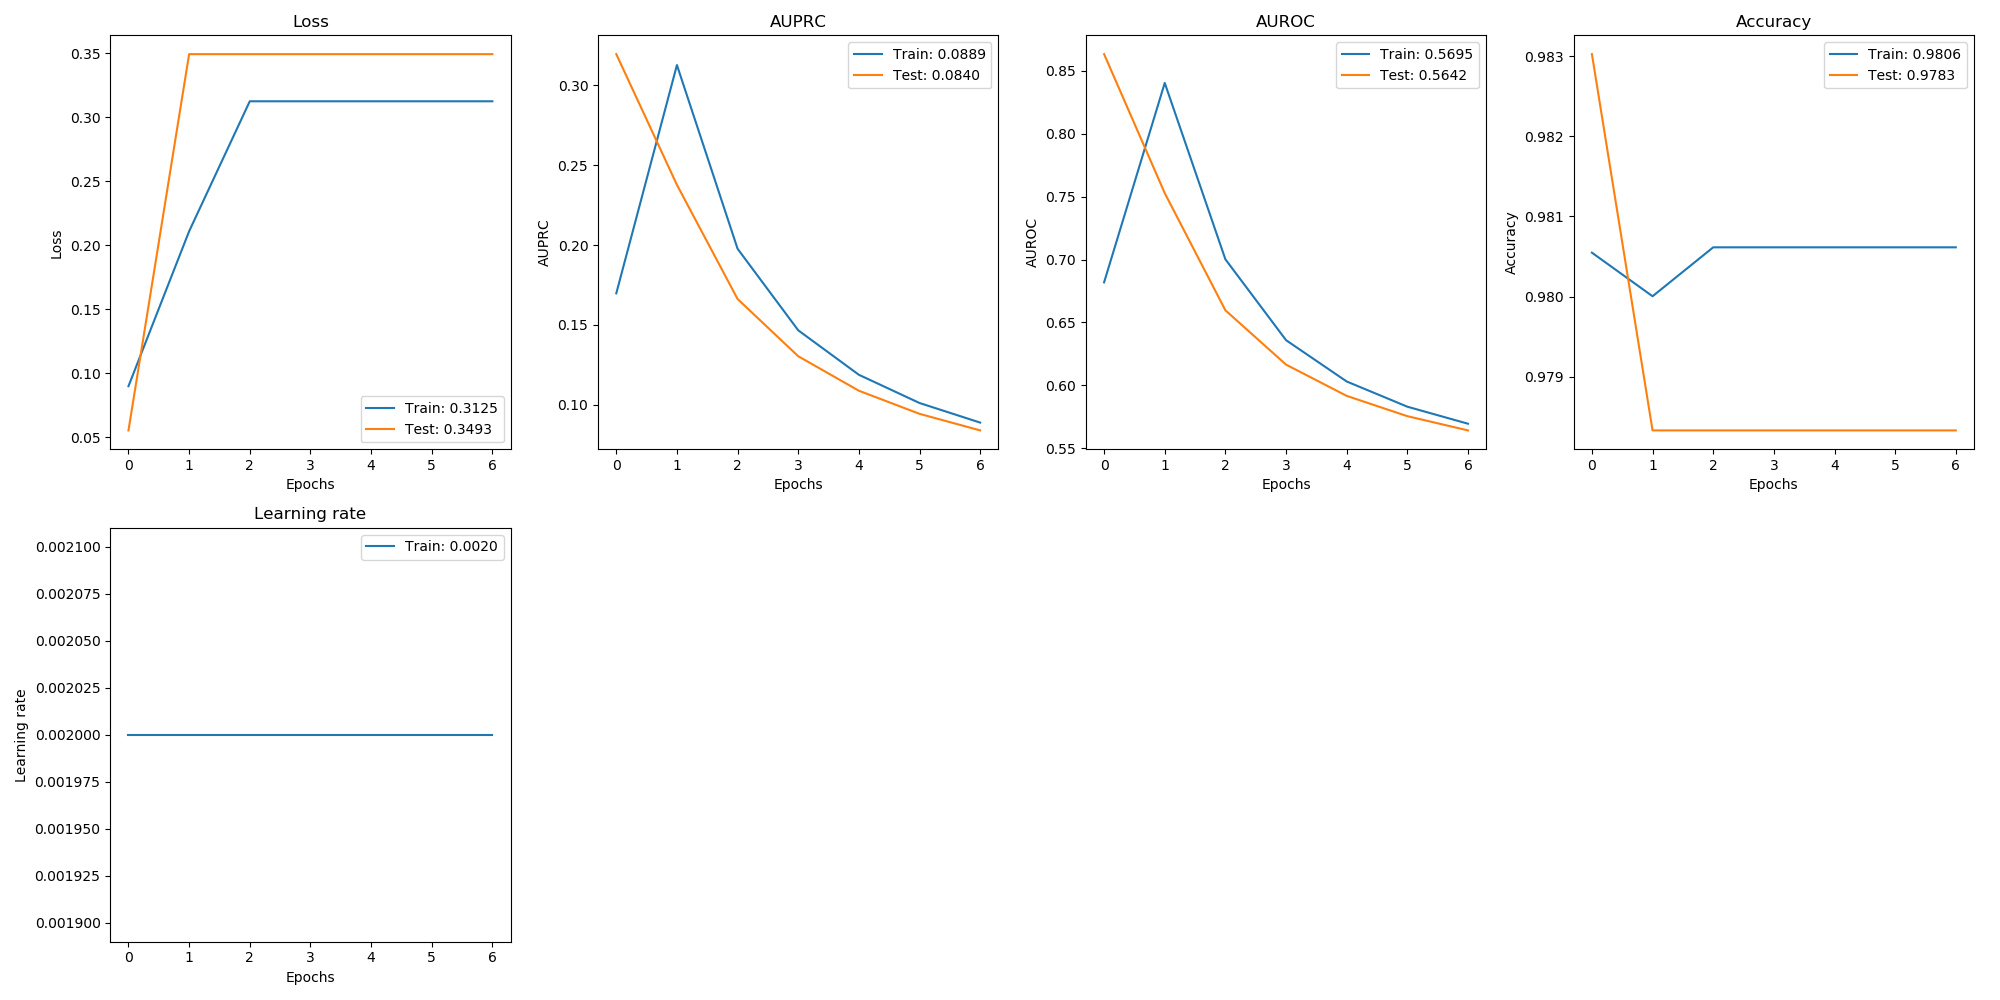 Loss
0.35
0.30
0.25
0.20
0.15
0.10
0.05
Loss
Train: 0.3125
Test: 0.3493
0 1 2 3 4 5 6
Epochs
AUPRC
0.30
0.25
0.20
0.15
0.10
AUPRC
Train: 0.0889
Test: 0.0840
0 1 2 3 4 5 6
Epochs
AUROC
0.85
0.80
0.75
0.70
0.65
0.60
0.55
AUROC
Train: 0.5695
Test: 0.5642
0 1 2 3 4 5 6
Epochs
Accuracy
0.983
0.982
0.981
0.980
0.979
Accuracy
Train: 0.9806
Test: 0.9783
0 1 2 3 4 5 6
Epochs
Learning rate
0.002100
0.002075
0.002050
0.002025
0.002000
0.001975
0.001950
0.001925
0.001900
Learning rate
Train: 0.0020
0 1 2 3 4 5 6
Epochs